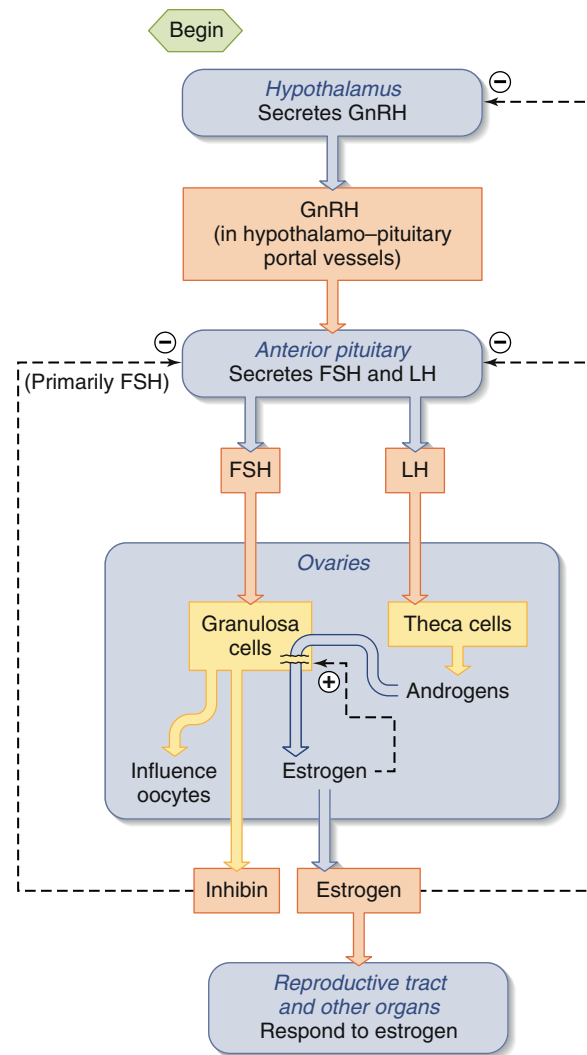 Begin
−
Hypothalamus
Secretes GnRH
GnRH
(in hypothalamo–pituitary
portal vessels)
−
−
Anterior pituitary
Secretes FSH and LH
(Primarily FSH)
FSH
LH
Ovaries
Granulosa
cells
Theca cells
+
Androgens
Influence
oocytes
Estrogen
Inhibin
Estrogen
Reproductive tract
and other organs
Respond to estrogen